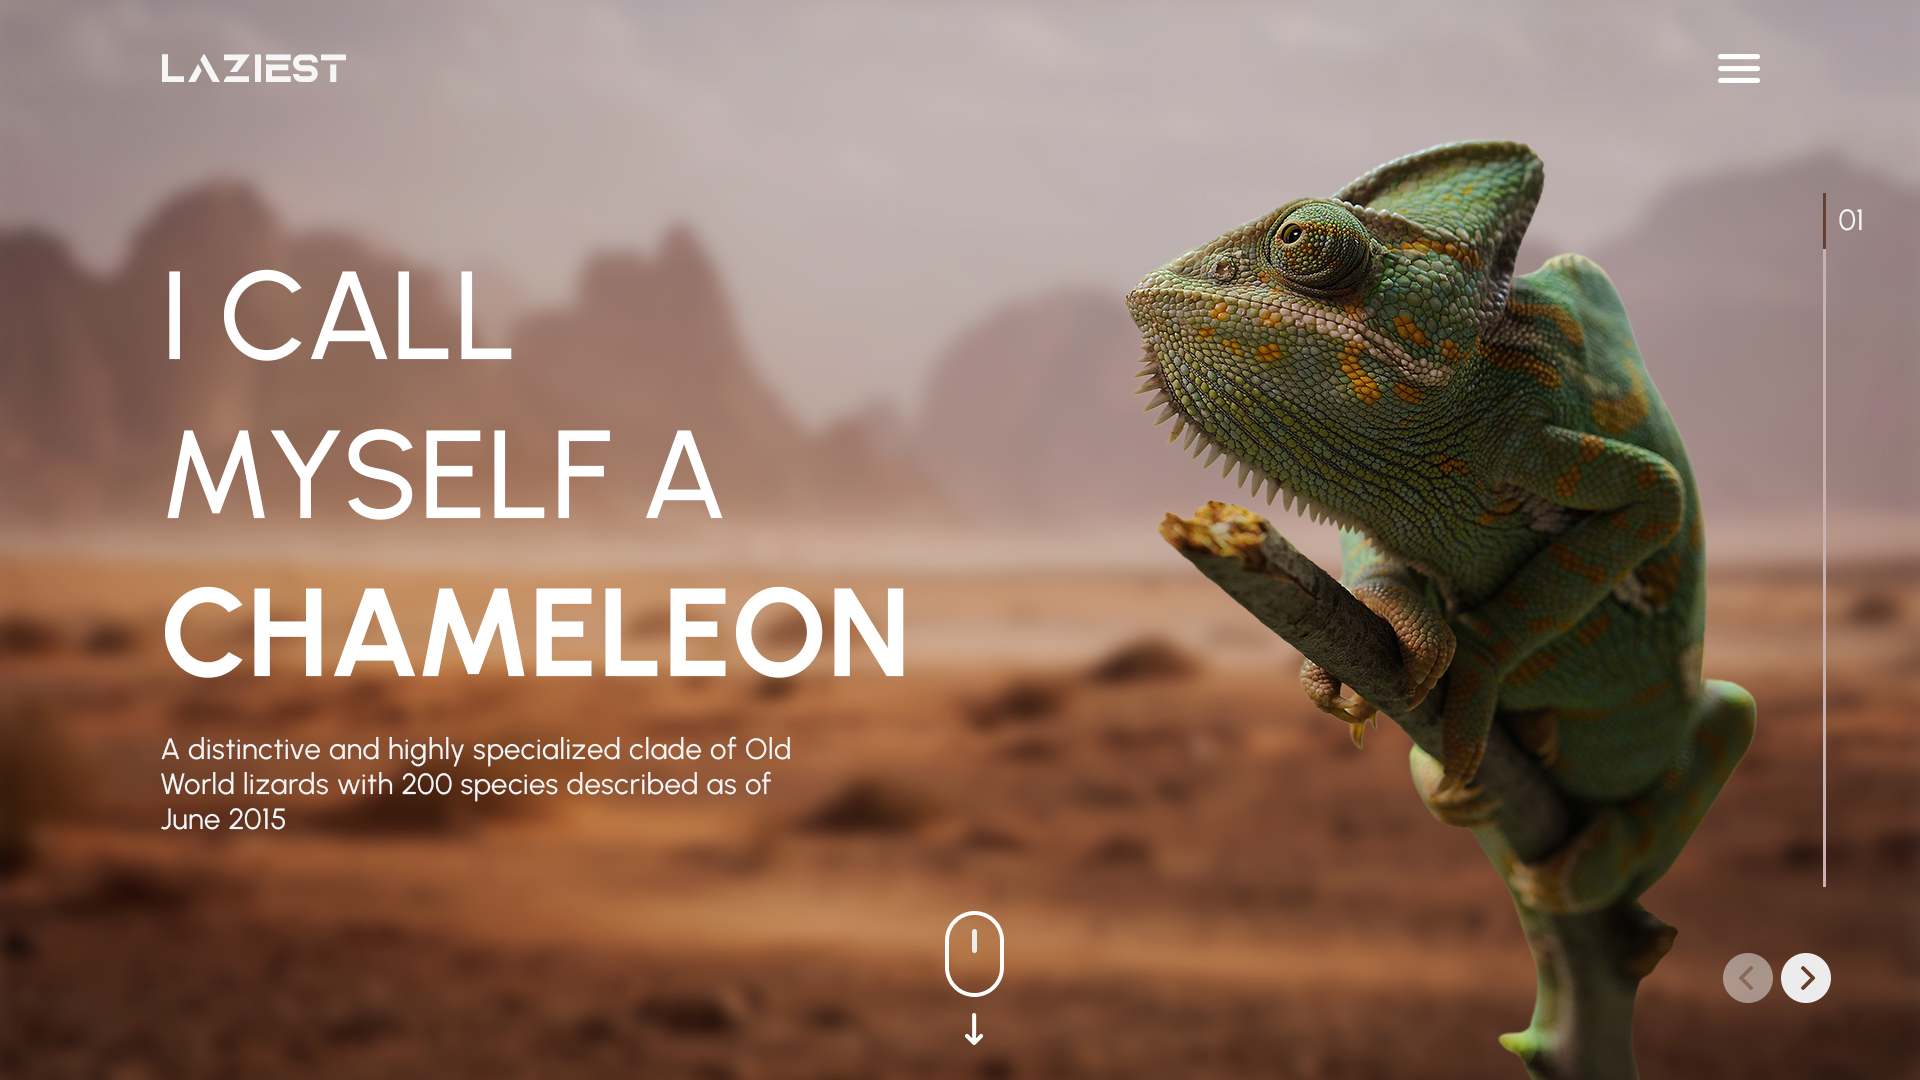 LAZIEST
01
I CALL
MYSELF A
CHAMELEON
A distinctive and highly specialized clade of Old
World lizards with 200 species described as of
June 2015